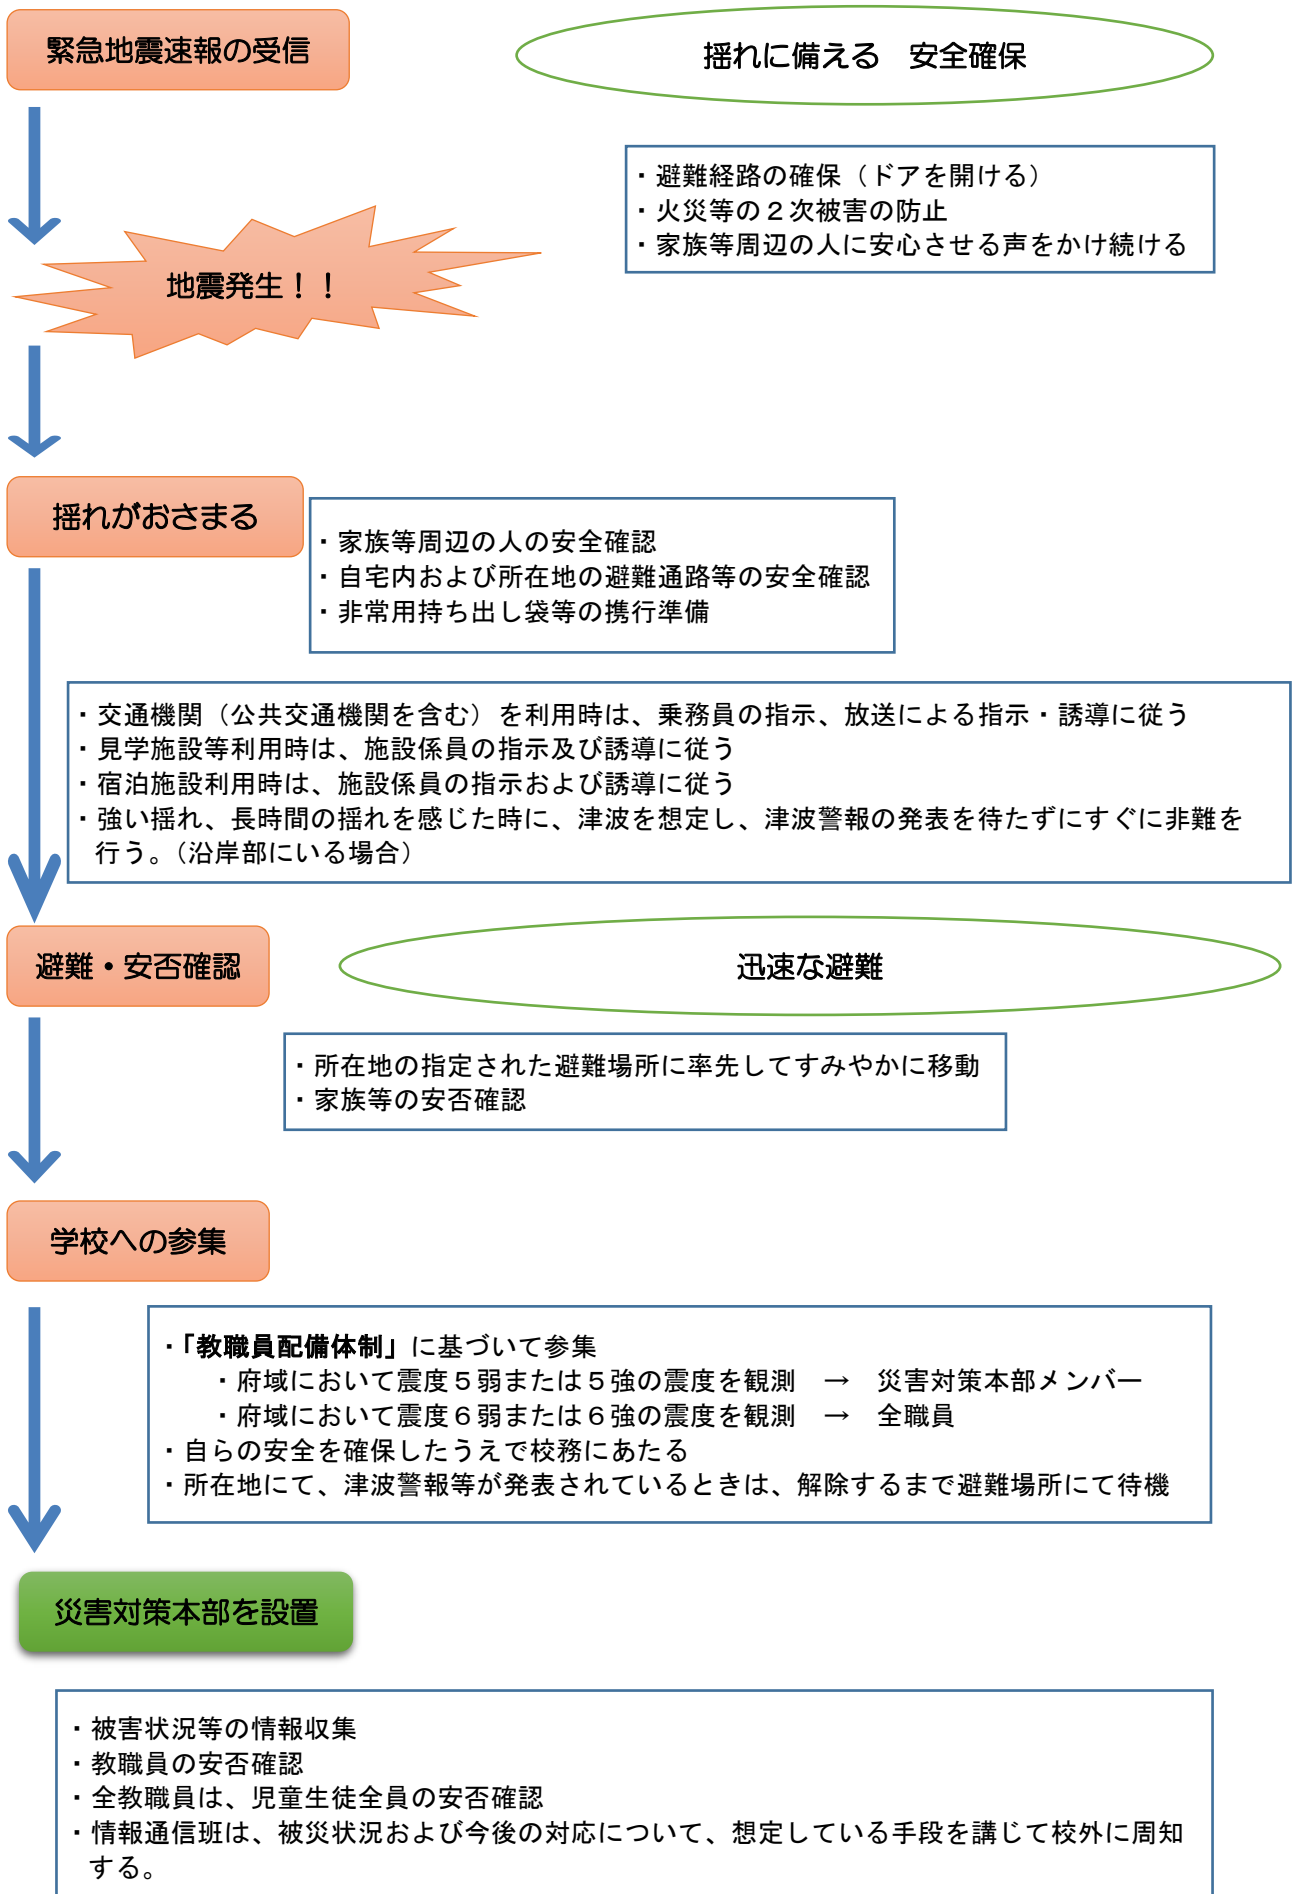 緊急地震速報の受信
揺れに備える　安全確保
・避難経路の確保（ドアを開ける）
・火災等の２次被害の防止
・家族等周辺の人に安心させる声をかけ続ける
地震発生！！
揺れがおさまる
・家族等周辺の人の安全確認
・自宅内および所在地の避難通路等の安全確認
・非常用持ち出し袋等の携行準備
・交通機関（公共交通機関を含む）を利用時は、乗務員の指示、放送による指示・誘導に従う
・見学施設等利用時は、施設係員の指示及び誘導に従う
・宿泊施設利用時は、施設係員の指示および誘導に従う
・強い揺れ、長時間の揺れを感じた時に、津波を想定し、津波警報の発表を待たずにすぐに非難を
行う。（沿岸部にいる場合）
避難・安否確認
迅速な避難
・所在地の指定された避難場所に率先してすみやかに移動
・家族等の安否確認
学校への参集
・「教職員配備体制」に基づいて参集
・府域において震度５弱または５強の震度を観測　→　災害対策本部メンバー
・府域において震度６弱または６強の震度を観測　→　全職員
・自らの安全を確保したうえで校務にあたる
・所在地にて、津波警報等が発表されているときは、解除するまで避難場所にて待機
災害対策本部を設置
・被害状況等の情報収集
・教職員の安否確認
・全教職員は、児童生徒全員の安否確認
・情報通信班は、被災状況および今後の対応について、想定している手段を講じて校外に周知
する。